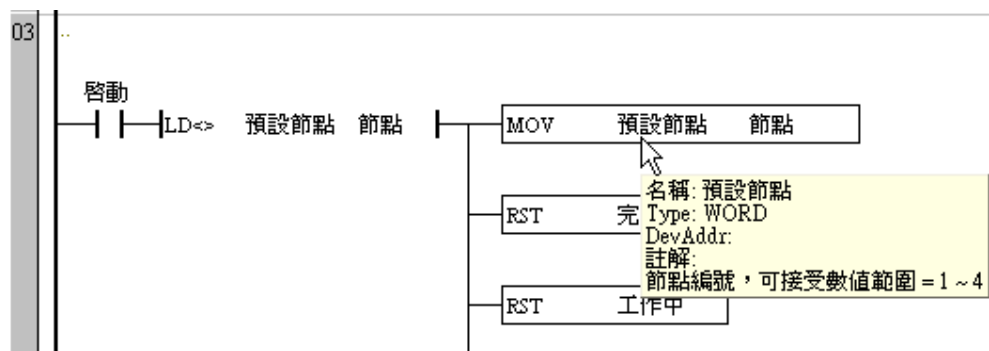 03
啓動
LD<> 預設節點 節點
MOV 預設節點 節點
RST 完
RST 工作中
名稱: 預設節點
Type: WORD
DevAddr:
註解:
節點編號，可接受數值範圍 = 1 ~ 4